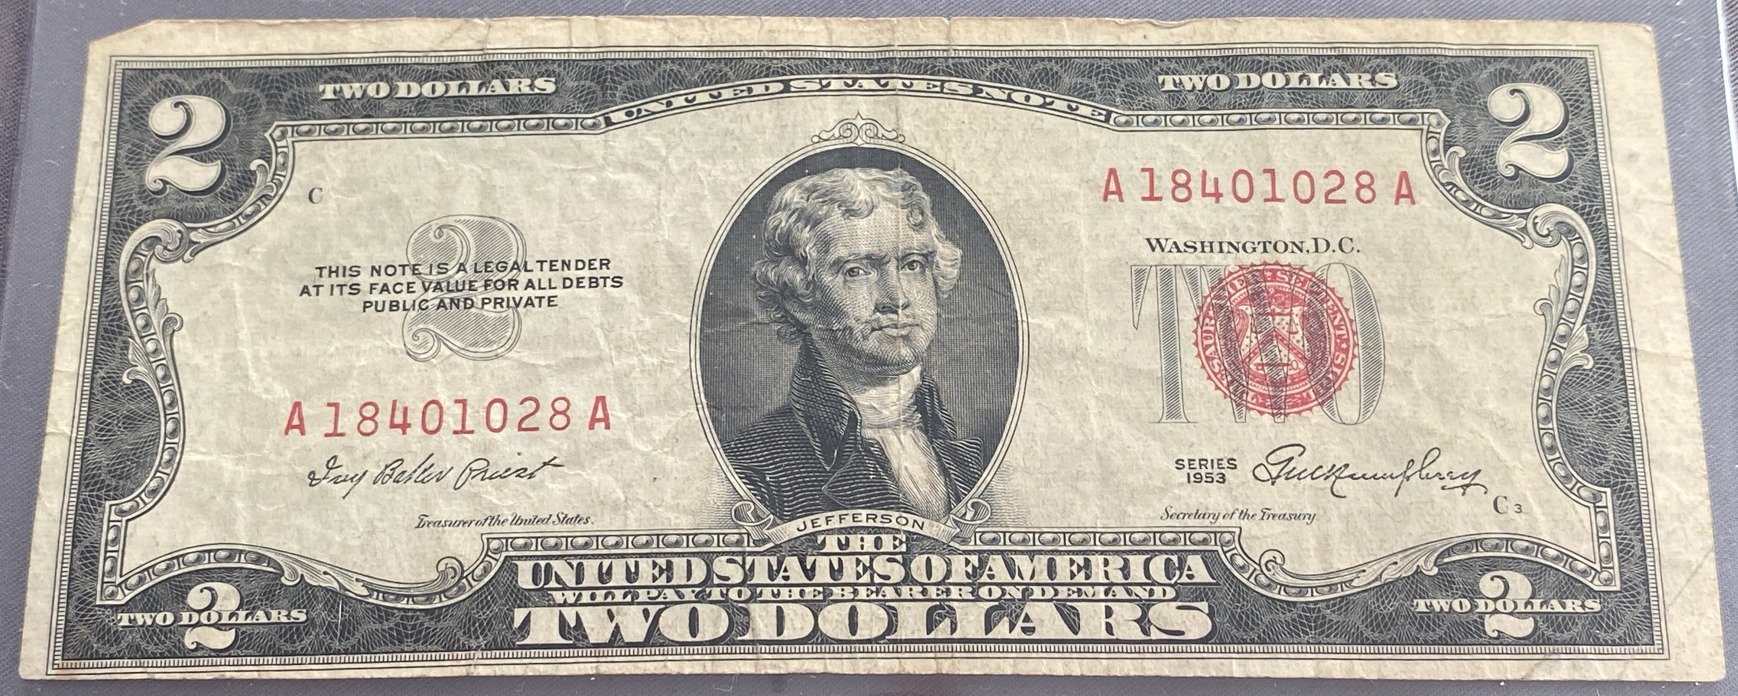 2 TWO DOLLARS UNITED STATES NOTE TWO DOLLARS 2
C
A 18401028 A
WASHINGTON, D.C.
2
THIS NOTE IS A LEGAL TENDER
AT ITS FACE VALUE FOR ALL DEBTS
PUBLIC AND PRIVATE
TWO
A 18401028 A
Ivy Baker Priest
Treasurer of the United States.
SERIES
1953
G M Humphrey
C 3
Secretary of the Treasury
JEFFERSON
THE
UNITED STATES OF AMERICA
WILL PAY TO THE BEARER ON DEMAND
TWO DOLLARS
TWO DOLLARS 2
TWO DOLLARS 2